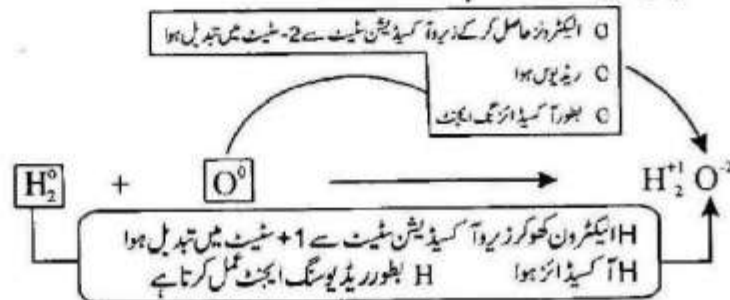 O الیکٹرونز حاصل کر کے زیرو آکسیڈیشن سٹیٹ سے 2- سٹیٹ میں تبدیل ہوا
O ریڈیوس ہوا
O بطور آکسیڈائزنگ ایجنٹ
H₂⁰ + O⁰ ⟶ H₂⁺¹ O⁻²
H الیکٹرون کھو کر زیرو آکسیڈیشن سٹیٹ سے 1+ سٹیٹ میں تبدیل ہوا
H آکسیڈائز ہوا H بطور ریڈیوسنگ ایجنٹ عمل کرتا ہے